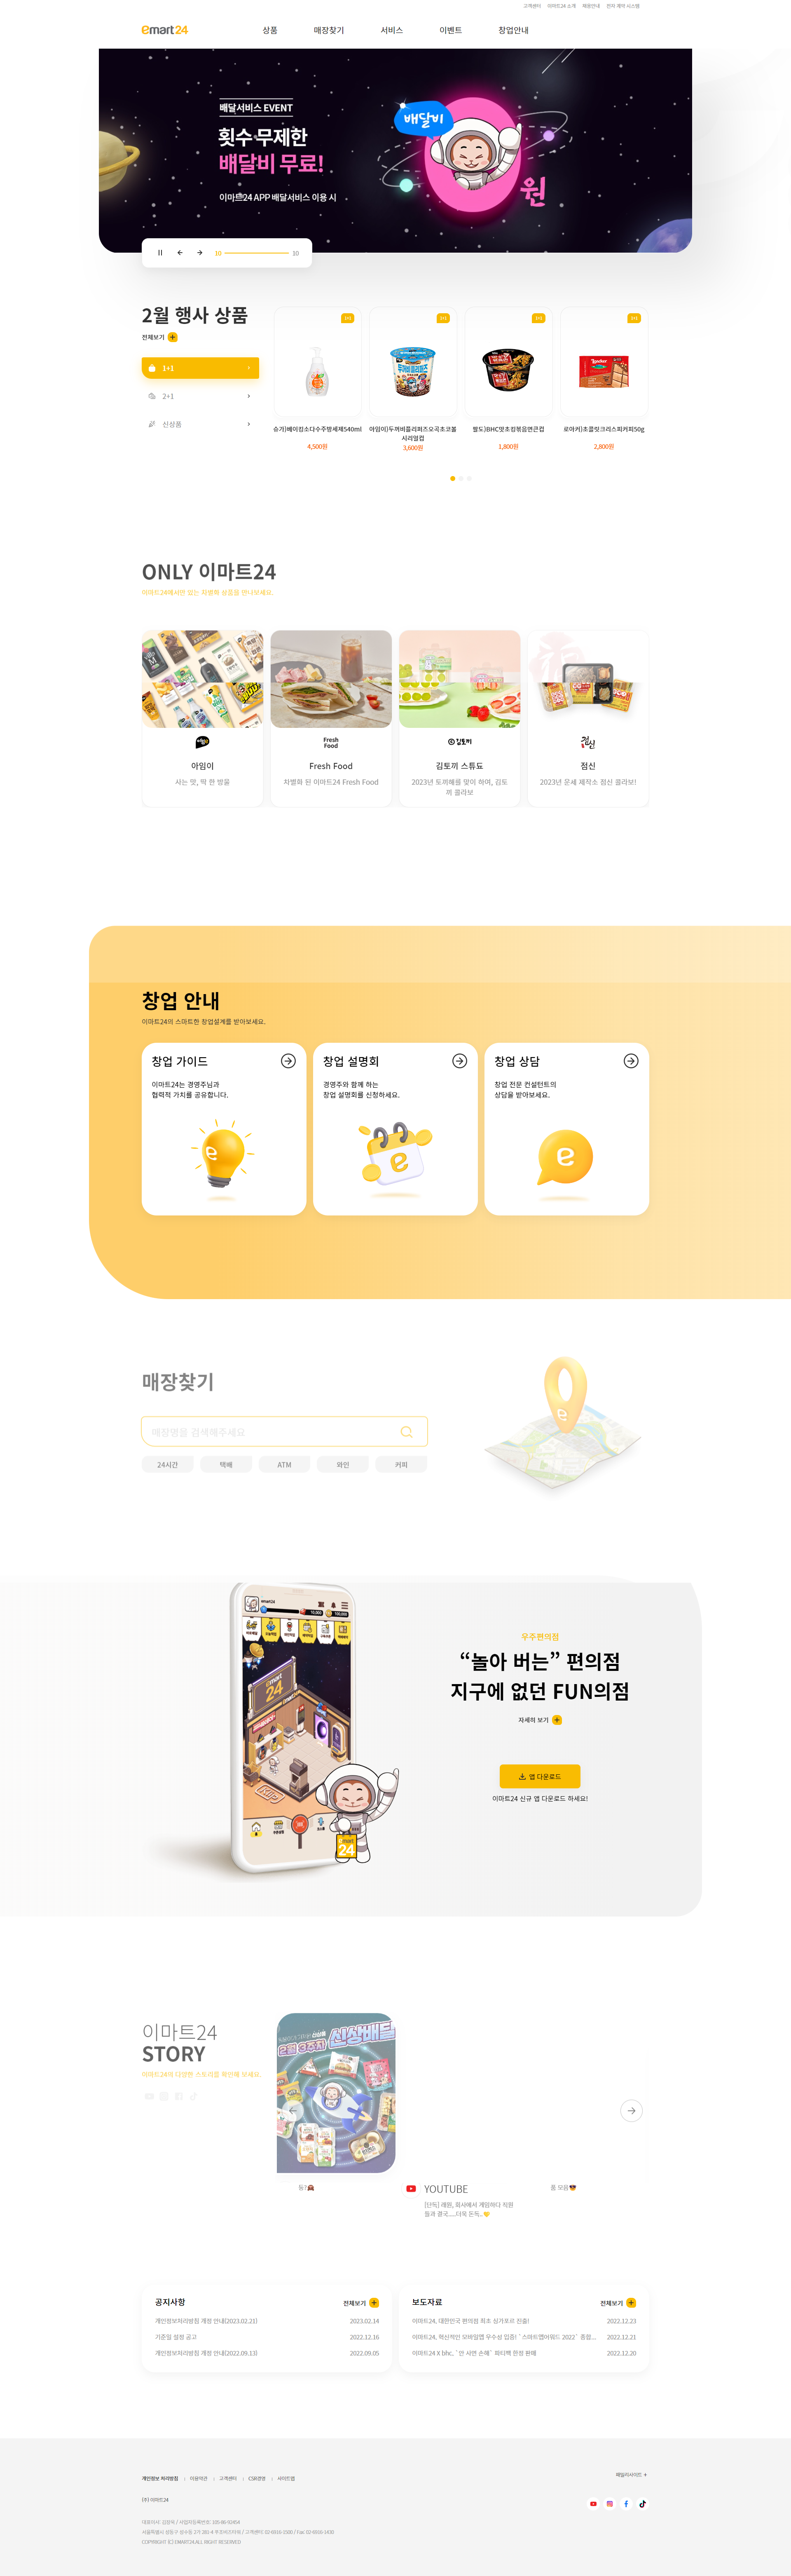 고객센터 이마트24 소개 채용안내 전자 계약 시스템
emart24
상품 매장찾기 서비스 이벤트 창업안내
배달서비스 EVENT
횟수 무제한
배달비 무료!
이마트24 APP 배달서비스 이용 시
배달비
원
10 10
2월 행사 상품
전체보기
1+1
2+1
신상품
1+1 1+1 1+1 1+1
슈가)베이킹소다수주방세제540ml
4,500원
아임이)두꺼비플러퍼즈오곡초코볼
시리얼컵
3,600원
팔도)BHC맛초킹볶음면큰컵
1,800원
로아커)초콜릿크리스피커피50g
2,800원
ONLY 이마트24
이마트24에서만 있는 차별화 상품을 만나보세요.
아임이
사는 맛, 딱 한 방울
Fresh
Food
Fresh Food
차별화 된 이마트24 Fresh Food
김토끼
김토끼 스튜됴
2023년 토끼해를 맞이 하여, 김토
끼 콜라보
점신
점신
2023년 운세 제작소 점신 콜라보!
창업 안내
이마트24의 스마트한 창업설계를 받아보세요.
창업 가이드
이마트24는 경영주님과
협력적 가치를 공유합니다.
창업 설명회
경영주와 함께 하는
창업 설명회를 신청하세요.
창업 상담
창업 전문 컨설턴트의
상담을 받아보세요.
매장찾기
매장명을 검색해주세요
24시간 택배 ATM 와인 커피
emart24
emart
24
우주편의점
“놀아 버는” 편의점
지구에 없던 FUN의점
자세히 보기
앱 다운로드
이마트24 신규 앱 다운로드 하세요!
emart
24
이마트24
STORY
이마트24의 다양한 스토리를 확인해 보세요.
2월 3주차 신상배달
등?
YOUTUBE
[단독] 래원, 회사에서 게임하다 직원
들과 결국.....더욱 돈독..
품 모음
공지사항
전체보기
개인정보처리방침 개정 안내(2023.02.21) 2023.02.14
기준일 설정 공고 2022.12.16
개인정보처리방침 개정 안내(2022.09.13) 2022.09.05
보도자료
전체보기
이마트24, 대한민국 편의점 최초 싱가포르 진출! 2022.12.23
이마트24, 혁신적인 모바일앱 우수성 입증! `스마트앱어워드 2022` 종합... 2022.12.21
이마트24 X bhc, `안 사면 손해` 파티팩 한정 판매 2022.12.20
개인정보 처리방침 이용약관 고객센터 CSR경영 사이트맵
패밀리사이트 +
(주) 이마트24
COPYRIGHT (C) EMART24.ALL RIGHT RESERVED